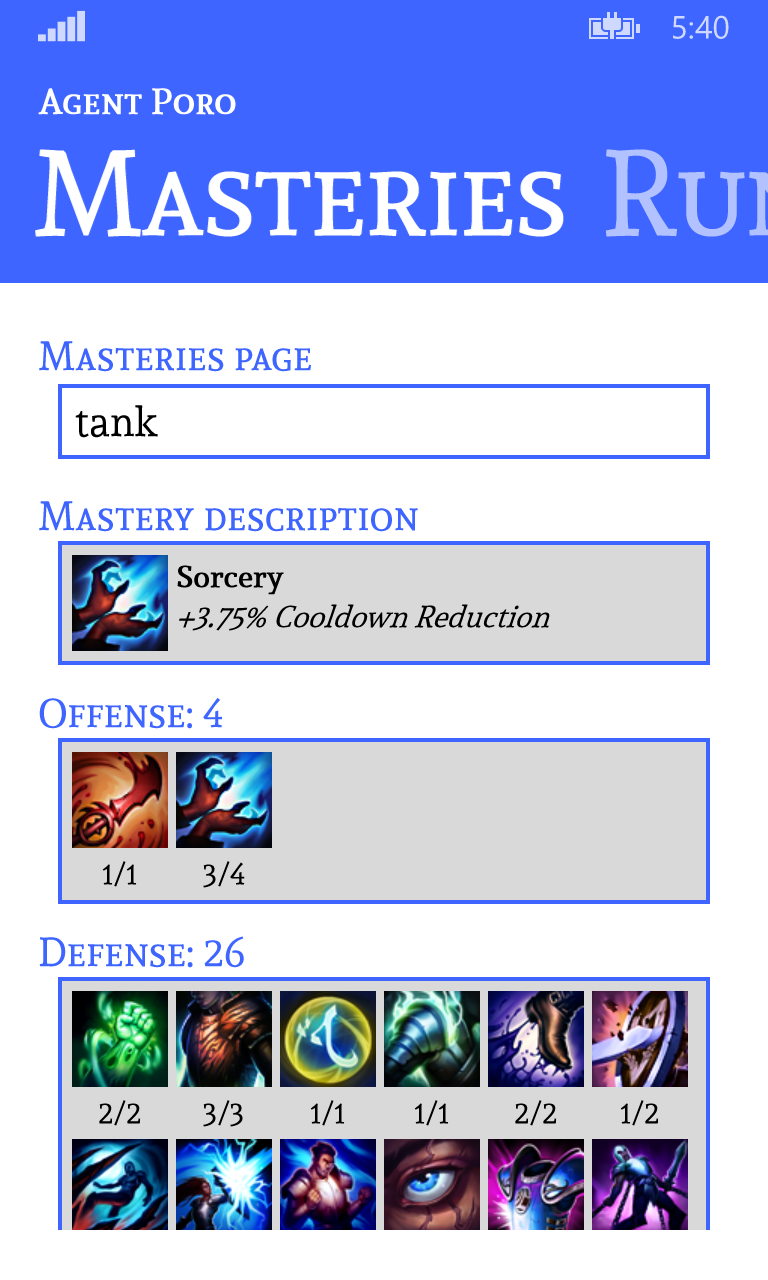 5:40
Agent Poro
Masteries Run
Masteries page
tank
Mastery description
Sorcery
+3.75% Cooldown Reduction
Offense: 4
1/1 3/4
Defense: 26
2/2 3/3 1/1 1/1 2/2 1/2